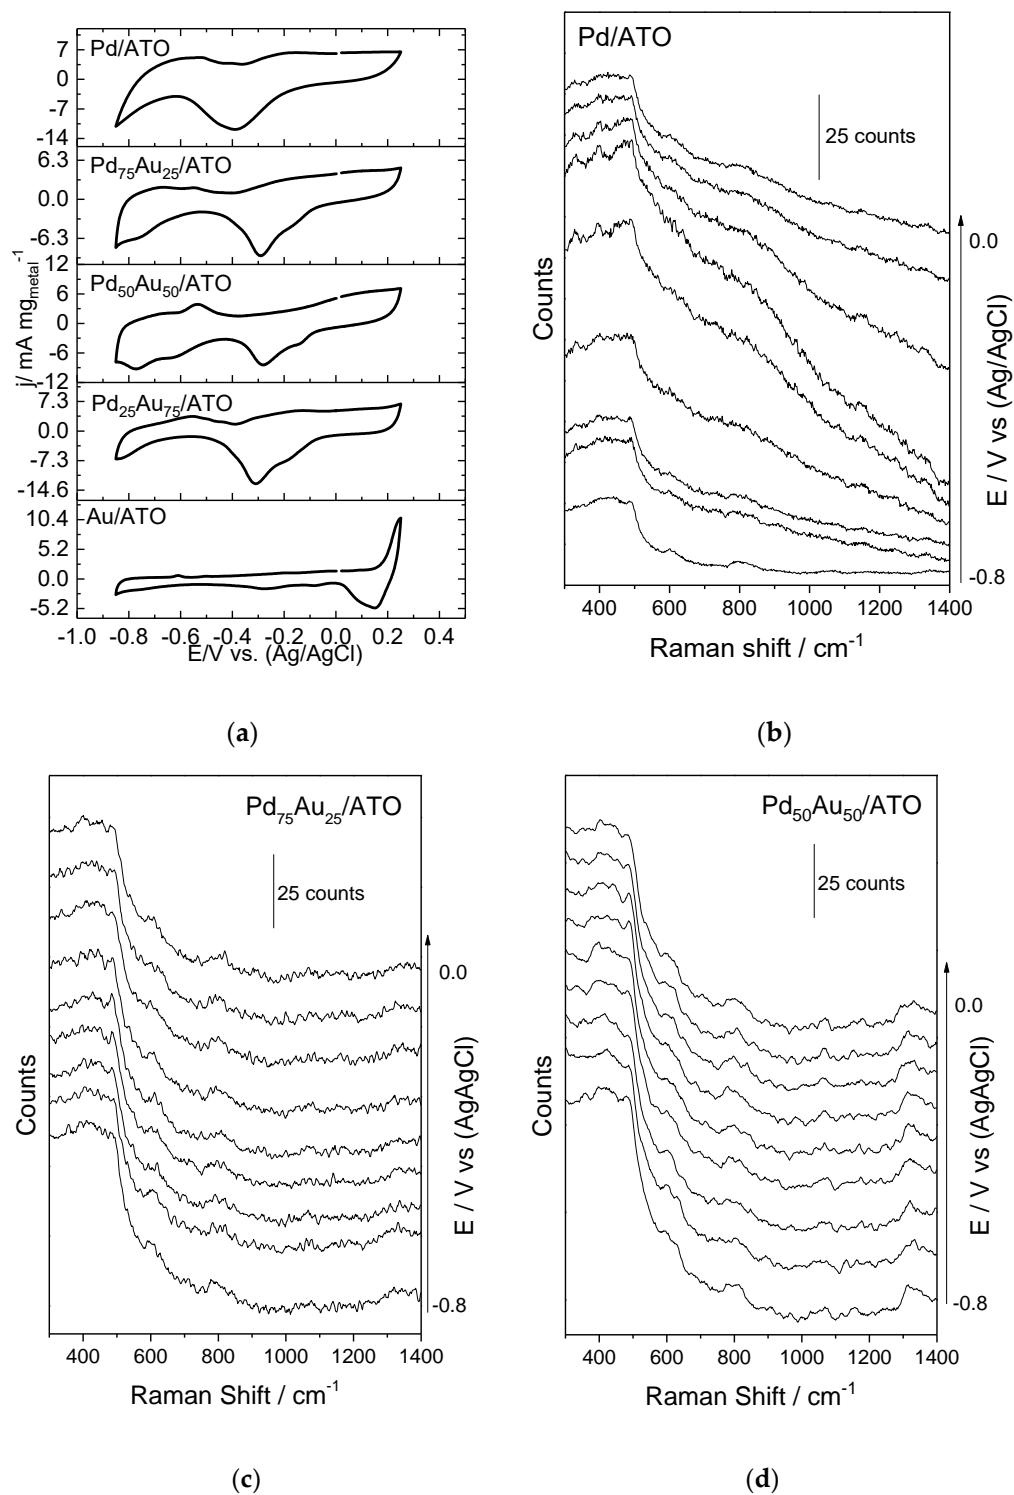 Pd/ATO
7
0
-7
-14
Pd75Au25/ATO
6.3
0.0
-6.3
12
Pd50Au50/ATO
6
0
-6
-12
Pd25Au75/ATO
7.3
0.0
-7.3
-14.6
Au/ATO
10.4
5.2
0.0
-5.2
j/ mA mgmetal-1
-1.0 -0.8 -0.6 -0.4 -0.2 0.0 0.2 0.4
E/V vs. (Ag/AgCl)
(a)
Pd/ATO
25 counts
Counts
0.0
E / V vs (Ag/AgCl)
-0.8
400 600 800 1000 1200 1400
Raman shift / cm-1
(b)
Pd75Au25/ATO
25 counts
Counts
0.0
E / V vs (AgAgCl)
-0.8
400 600 800 1000 1200 1400
Raman Shift / cm-1
(c)
Pd50Au50/ATO
25 counts
Counts
0.0
E / V vs (AgAgCl)
-0.8
400 600 800 1000 1200 1400
Raman Shift / cm-1
(d)